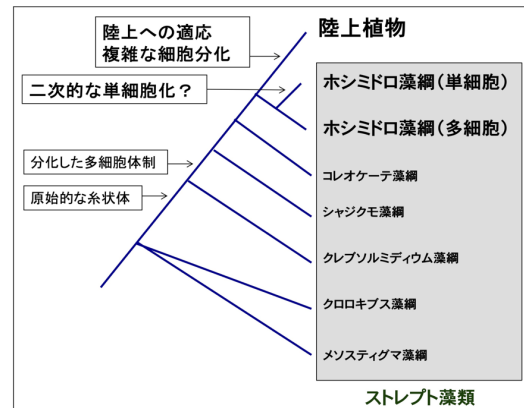 陸上への適応
複雑な細胞分化
陸上植物
二次的な単細胞化？
ホシミドロ藻綱（単細胞）
ホシミドロ藻綱（多細胞）
分化した多細胞体制
コレオケーテ藻綱
原始的な糸状体
シャジクモ藻綱
クレブソルミディウム藻綱
クロロキブス藻綱
メソスティグマ藻綱
ストレプト藻類